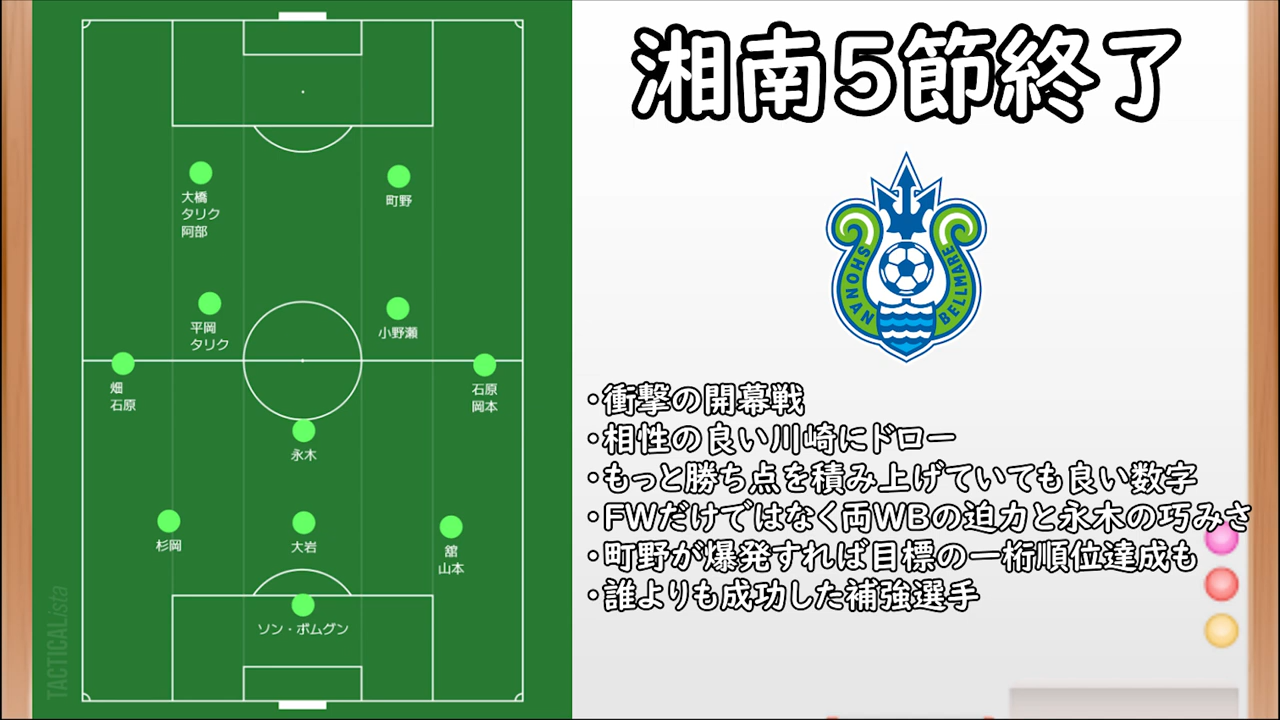 湘南5節終了
大橋
タリク
阿部
町野
平岡
タリク
小野瀬
畑
石原
石原
岡本
永木
杉岡
大岩
舘
山本
ソン・ボムグン
TACTICALista
SHONAN BELLMARE
・衝撃の開幕戦
・相性の良い川崎にドロー
・もっと勝ち点を積み上げていても良い数字
・FWだけではなく両WBの迫力と永木の巧みさ
・町野が爆発すれば目標の一桁順位達成も
・誰よりも成功した補強選手